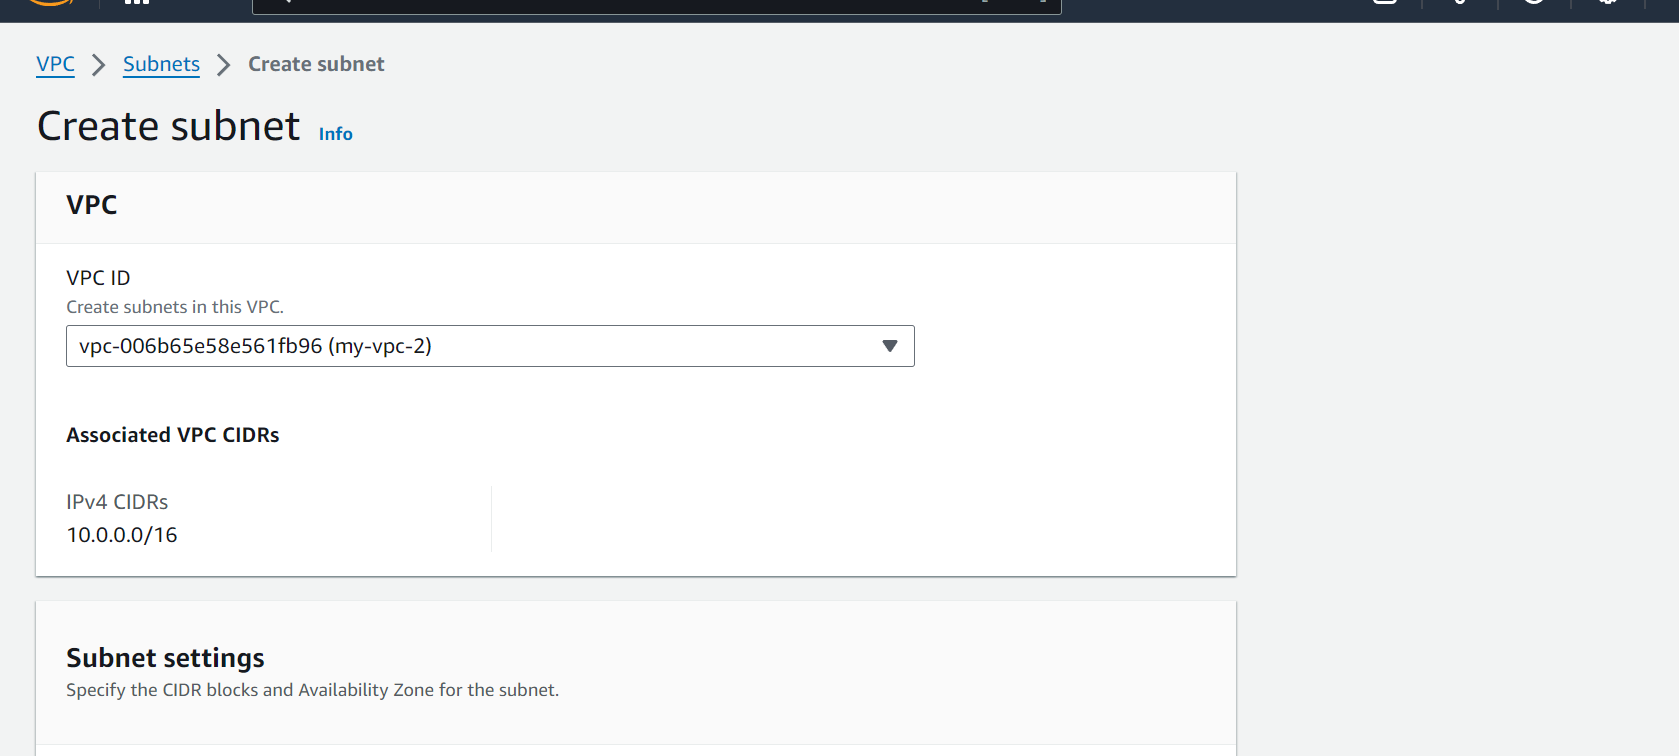 VPC > Subnets > Create subnet
Create subnet Info
VPC
VPC ID
Create subnets in this VPC.
vpc-006b65e58e561fb96 (my-vpc-2)
Associated VPC CIDRs
IPv4 CIDRs
10.0.0.0/16
Subnet settings
Specify the CIDR blocks and Availability Zone for the subnet.